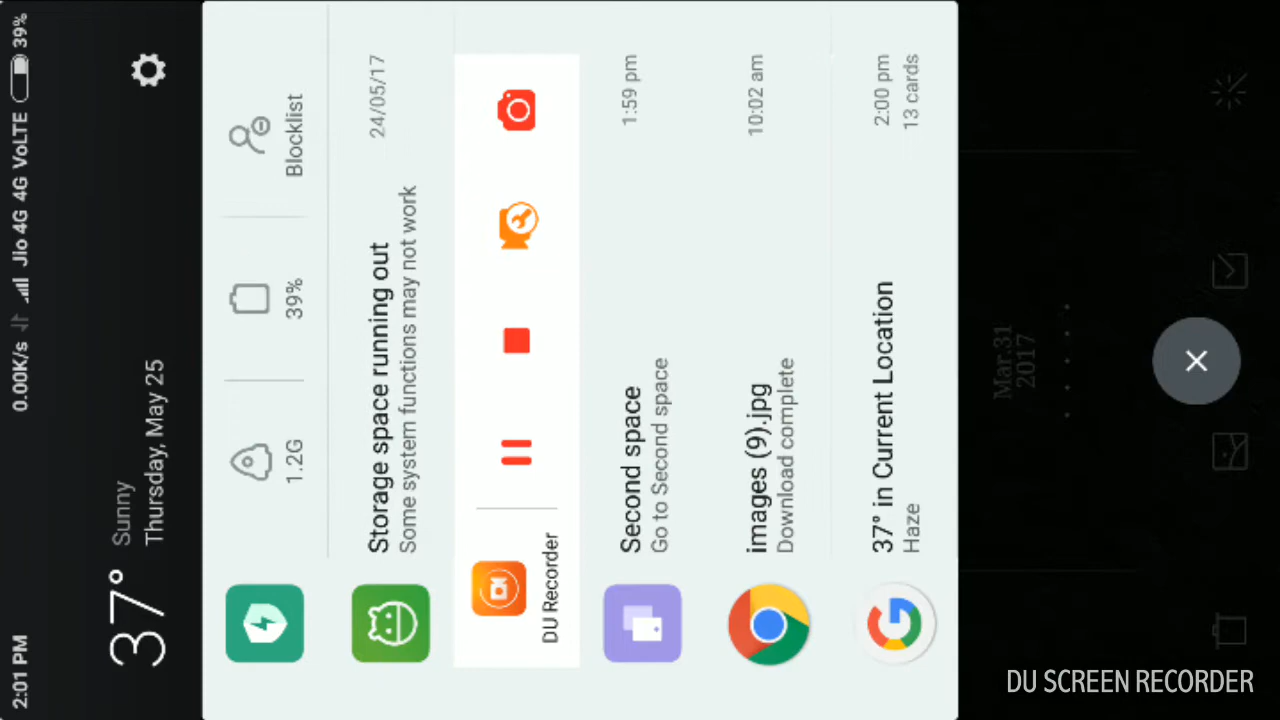 2:01 PM
0.00K/s Jio 4G 4G VoLTE 39%
37°
Sunny
Thursday, May 25
1.2G
39%
Blocklist
Storage space running out
24/05/17
Some system functions may not work
DU Recorder
Second space
1:59 pm
Go to Second space
images (9).jpg
10:02 am
Download complete
37° in Current Location
2:00 pm
Haze
13 cards
Mar.31
2017
DU SCREEN RECORDER